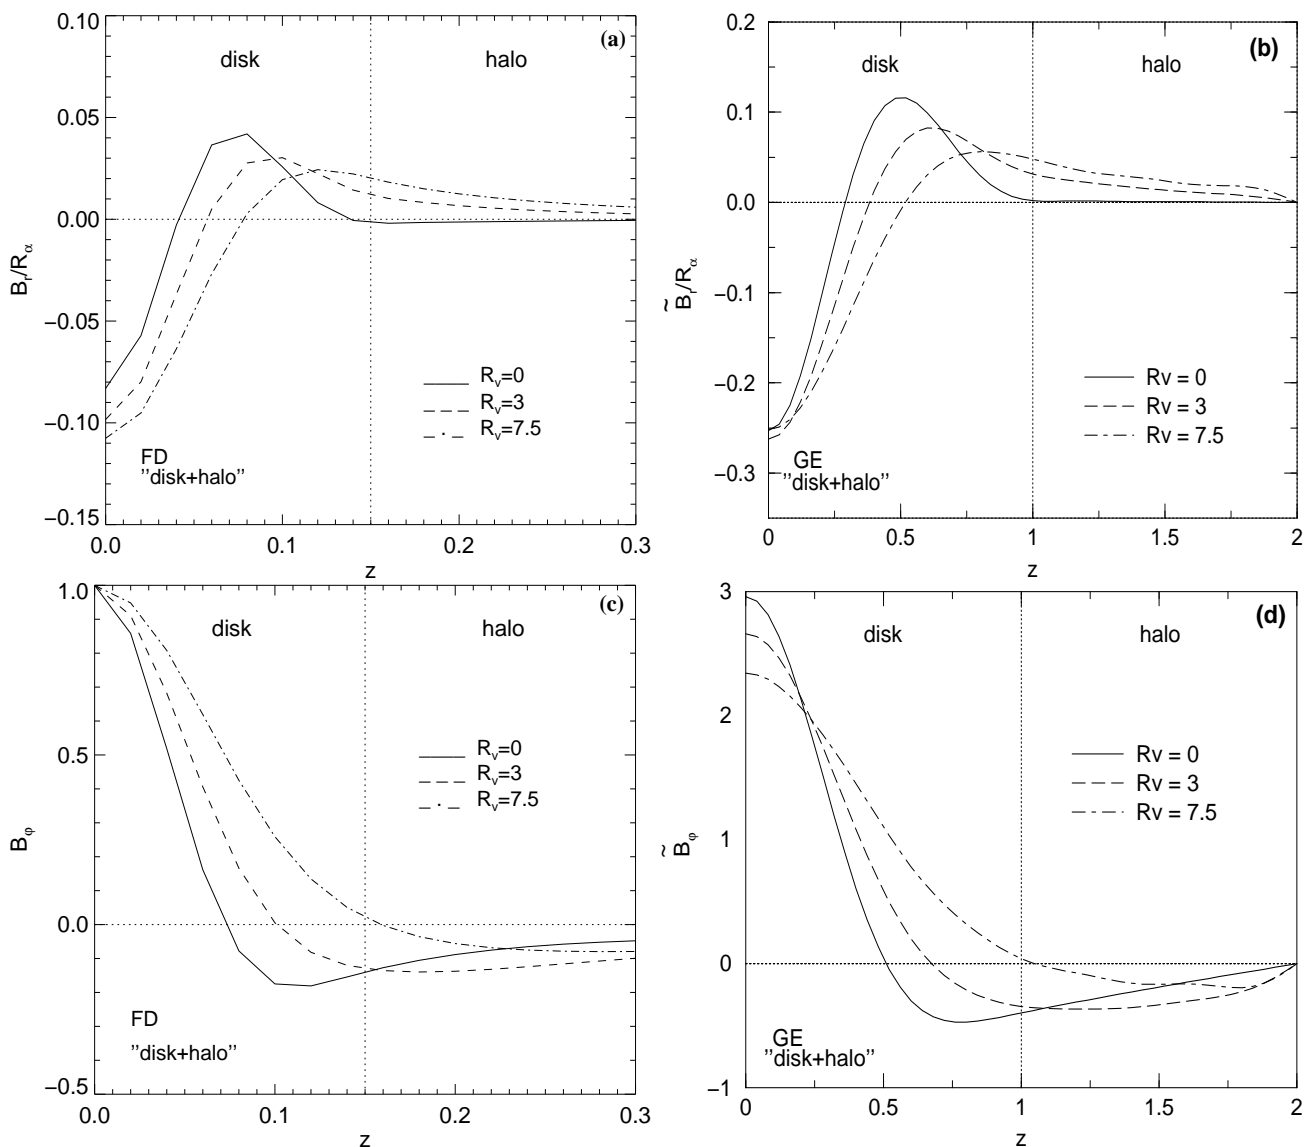 0.10
0.05
0.00
−0.05
−0.10
−0.15
B_r/R_α
(a)
disk halo
R_v=0
R_v=3
R_v=7.5
FD
"disk+halo"
0.0 0.1 0.2 0.3
z
0.2
0.1
0.0
−0.1
−0.2
−0.3
B̃_r/R_α
(b)
disk halo
Rv = 0
Rv = 3
Rv = 7.5
GE
"disk+halo"
0 0.5 1 1.5 2
z
1.0
0.5
0.0
−0.5
B_φ
(c)
disk halo
R_v=0
R_v=3
R_v=7.5
FD
"disk+halo"
0.0 0.1 0.2 0.3
z
3
2
1
0
−1
B̃_φ
(d)
disk halo
Rv = 0
Rv = 3
Rv = 7.5
GE
"disk+halo"
0 0.5 1 1.5 2
z